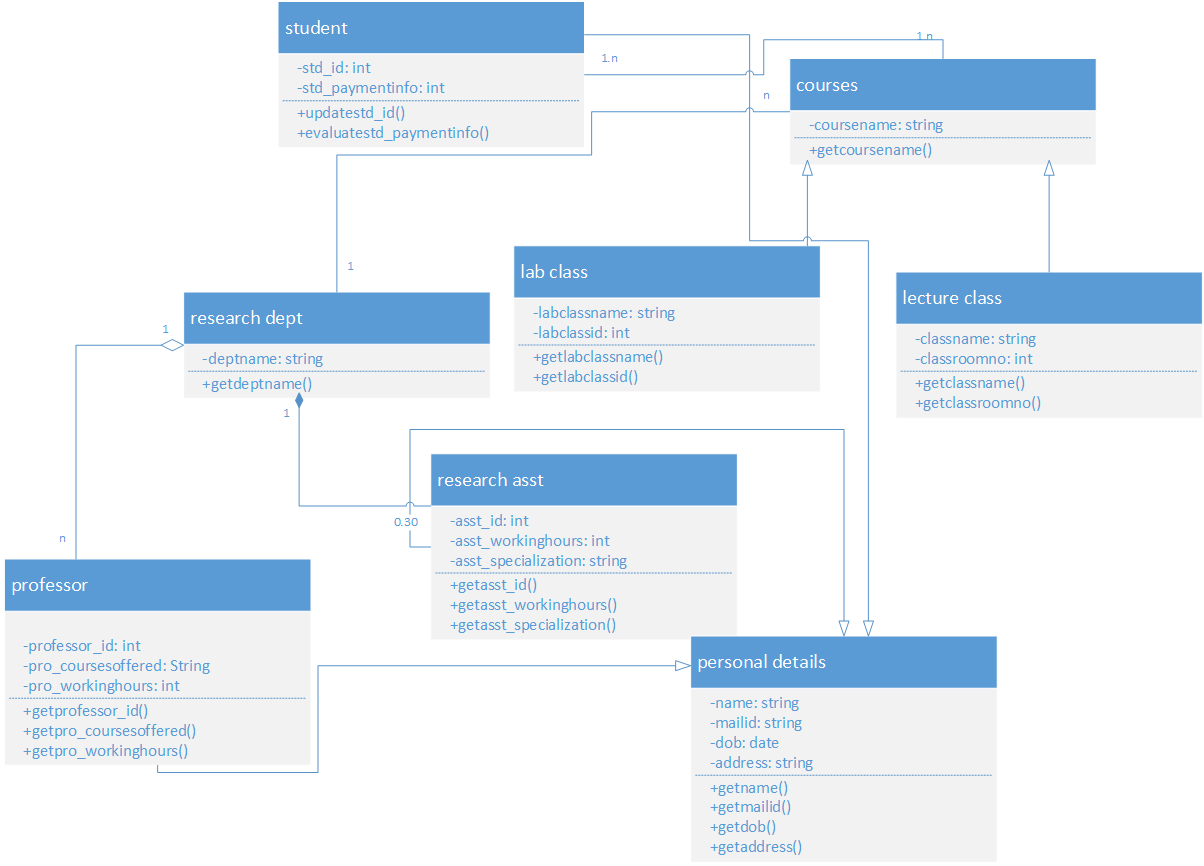 student
-std_id: int
-std_paymentinfo: int
+updatestd_id()
+evaluatestd_paymentinfo()
1.n
1.n
n
courses
-coursename: string
+getcoursename()
1
lab class
-labclassname: string
-labclassid: int
+getlabclassname()
+getlabclassid()
lecture class
-classname: string
-classroomno: int
+getclassname()
+getclassroomno()
research dept
-deptname: string
+getdeptname()
1
1
n
0.30
research asst
-asst_id: int
-asst_workinghours: int
-asst_specialization: string
+getasst_id()
+getasst_workinghours()
+getasst_specialization()
professor
-professor_id: int
-pro_coursesoffered: String
-pro_workinghours: int
+getprofessor_id()
+getpro_coursesoffered()
+getpro_workinghours()
personal details
-name: string
-mailid: string
-dob: date
-address: string
+getname()
+getmailid()
+getdob()
+getaddress()